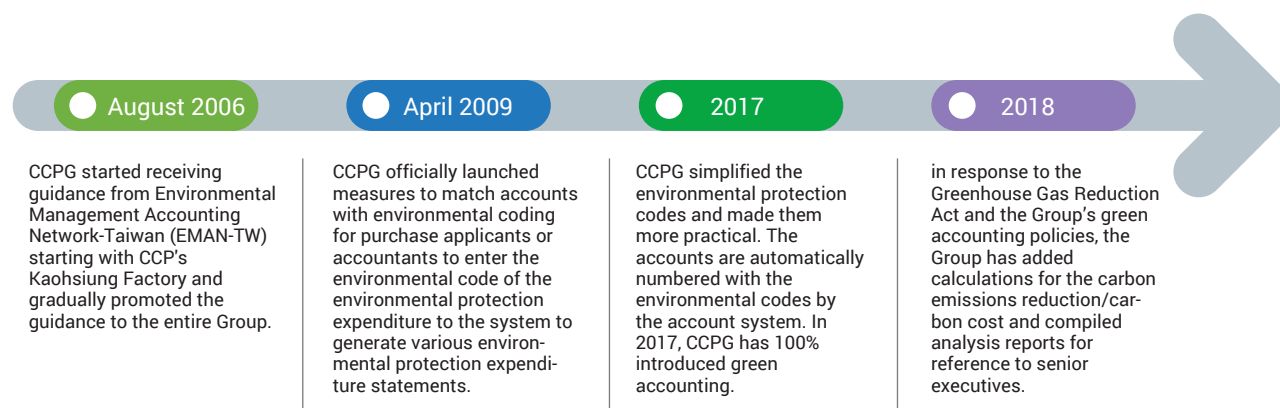 August 2006
CCPG started receiving
guidance from Environmental
Management Accounting
Network-Taiwan (EMAN-TW)
starting with CCP's
Kaohsiung Factory and
gradually promoted the
guidance to the entire Group.
April 2009
CCPG officially launched
measures to match accounts
with environmental coding
for purchase applicants or
accountants to enter the
environmental code of the
environmental protection
expenditure to the system to
generate various environ-
mental protection expendi-
ture statements.
2017
CCPG simplified the
environmental protection
codes and made them
more practical. The
accounts are automatically
numbered with the
environmental codes by
the account system. In
2017, CCPG has 100%
introduced green
accounting.
2018
in response to the
Greenhouse Gas Reduction
Act and the Group’s green
accounting policies, the
Group has added
calculations for the carbon
emissions reduction/car-
bon cost and compiled
analysis reports for
reference to senior
executives.